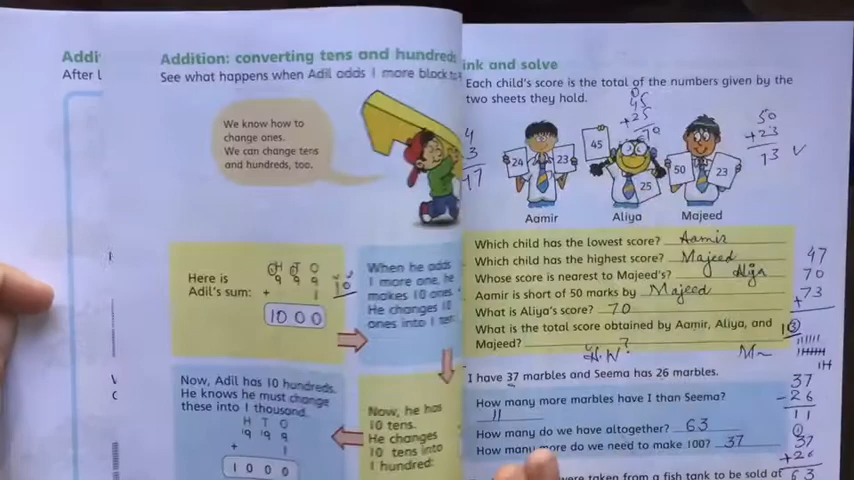 Addi
After l
Addition: converting tens and hundreds
See what happens when Adil adds 1 more block to
We know how to
change ones.
We can change tens
and hundreds, too.
Here is
Adil's sum:
H T O
9 9 9
+ 1
1000
10
When he adds
1 more one, he
makes 10 ones.
He changes 10
ones into 1 ten.
Now, he has
10 tens.
He changes
10 tens into
1 hundred.
Now, Adil has 10 hundreds.
He knows he must change
these into 1 thousand.
H T O
9 9 9
+ 1
1 0 0 0
ink and solve
Each child's score is the total of the numbers given by the
two sheets they hold.
4
3
17
45
+25
70
50
+23
73 ✓
24 23
45 25
50 23
Aamir Aliya Majeed
Which child has the lowest score? Aamir
Which child has the highest score? Majeed
Whose score is nearest to Majeed's? Aliya
Aamir is short of 50 marks by Majeed
What is Aliya's score? 70
What is the total score obtained by Aamir, Aliya, and
Majeed? ?
H.W
47
70
+73
I have 37 marbles and Seema has 26 marbles.
How many more marbles have I than Seema?
11
How many do we have altogether? 63
How many more do we need to make 100? 37
37
-26
11
37
+26
63
were taken from a fish tank to be sold at